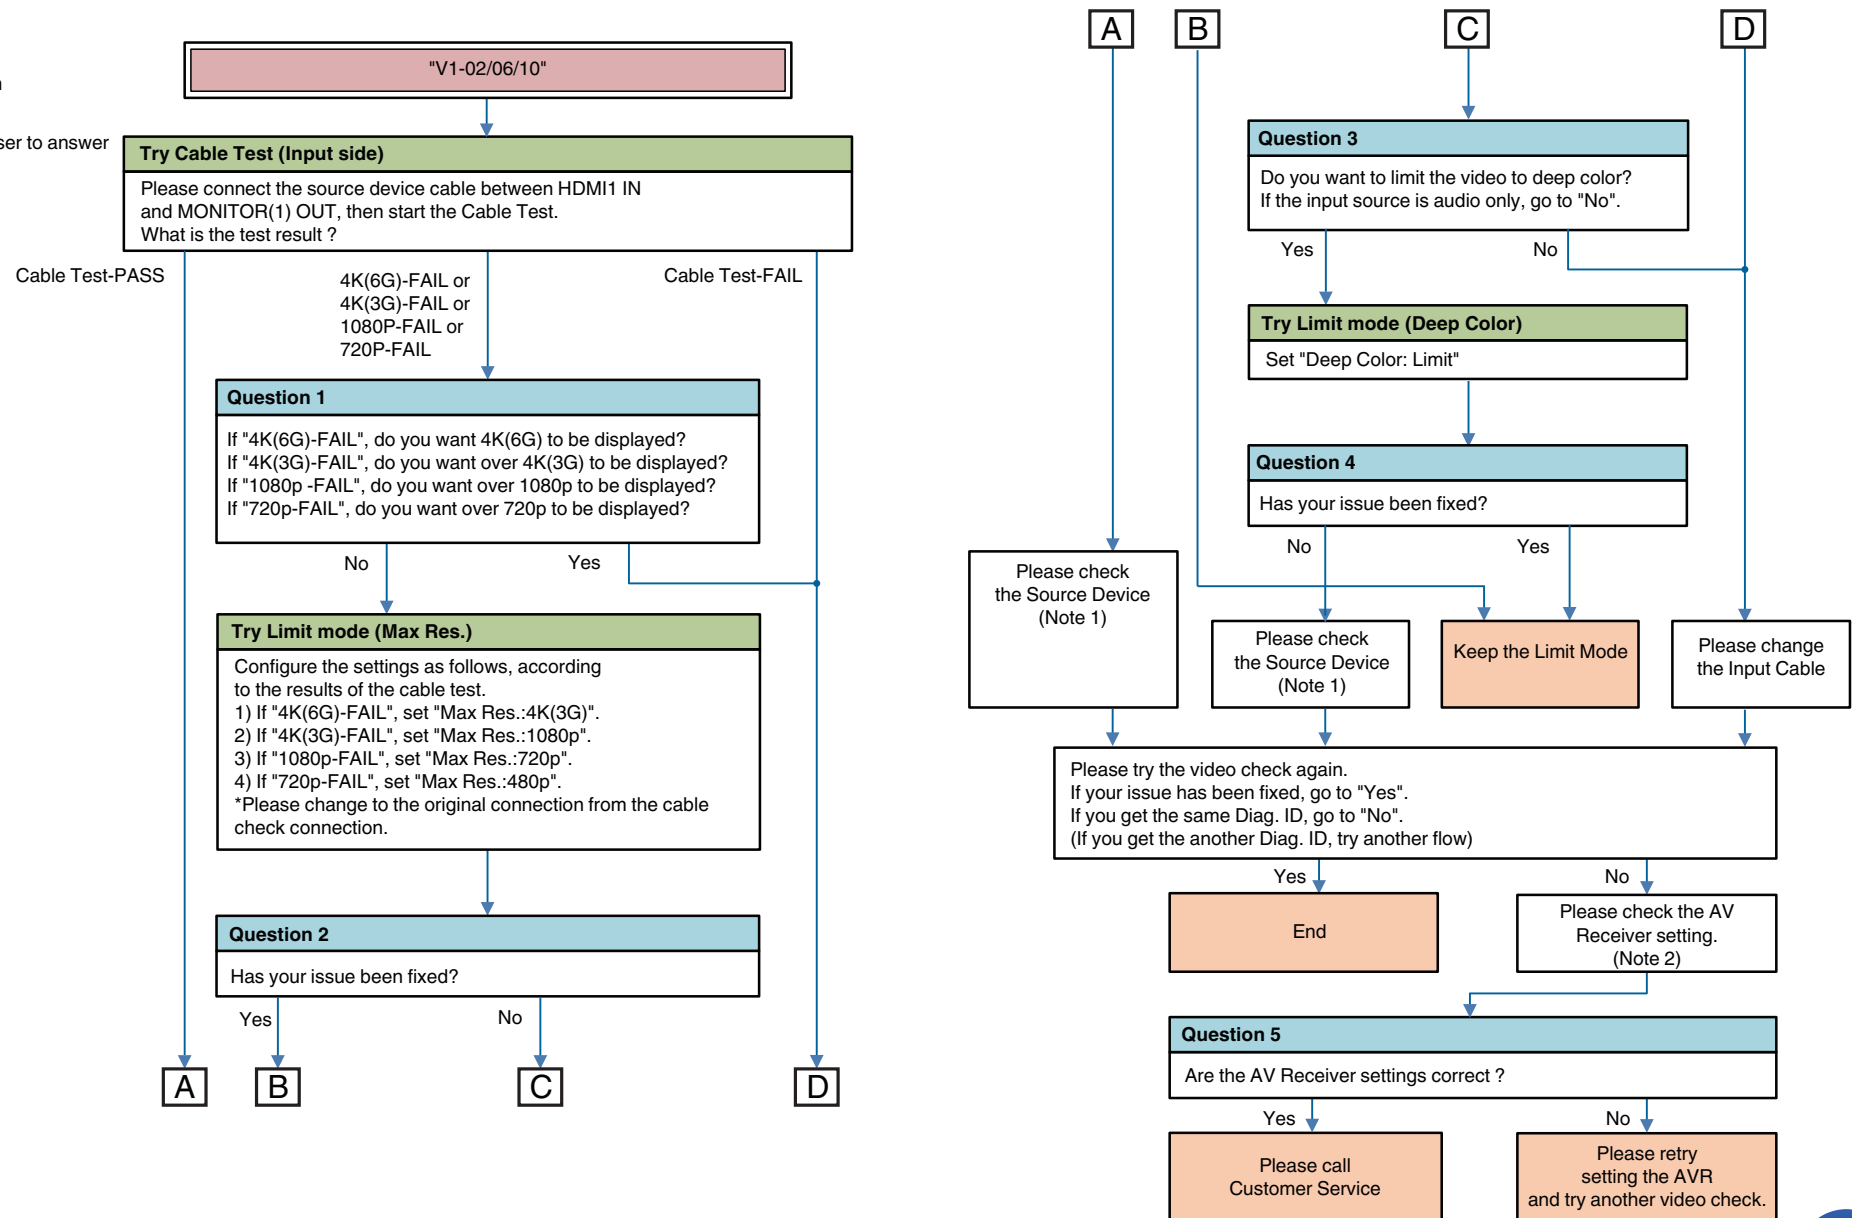 "V1-02/06/10"
ser to answer
Try Cable Test (Input side)
Please connect the source device cable between HDMI1 IN
and MONITOR(1) OUT, then start the Cable Test.
What is the test result ?
Cable Test-PASS
4K(6G)-FAIL or
4K(3G)-FAIL or
1080P-FAIL or
720P-FAIL
Cable Test-FAIL
Question 1
If "4K(6G)-FAIL", do you want 4K(6G) to be displayed?
If "4K(3G)-FAIL", do you want over 4K(3G) to be displayed?
If "1080p -FAIL", do you want over 1080p to be displayed?
If "720p-FAIL", do you want over 720p to be displayed?
No
Yes
Try Limit mode (Max Res.)
Configure the settings as follows, according
to the results of the cable test.
1) If "4K(6G)-FAIL", set "Max Res.:4K(3G)".
2) If "4K(3G)-FAIL", set "Max Res.:1080p".
3) If "1080p-FAIL", set "Max Res.:720p".
4) If "720p-FAIL", set "Max Res.:480p".
*Please change to the original connection from the cable
check connection.
Question 2
Has your issue been fixed?
Yes
No
A
B
C
D
A
B
C
D
Question 3
Do you want to limit the video to deep color?
If the input source is audio only, go to "No".
Yes
No
Try Limit mode (Deep Color)
Set "Deep Color: Limit"
Question 4
Has your issue been fixed?
No
Yes
Please check
the Source Device
(Note 1)
Please check
the Source Device
(Note 1)
Keep the Limit Mode
Please change
the Input Cable
Please try the video check again.
If your issue has been fixed, go to "Yes".
If you get the same Diag. ID, go to "No".
(If you get the another Diag. ID, try another flow)
Yes
No
End
Please check the AV
Receiver setting.
(Note 2)
Question 5
Are the AV Receiver settings correct ?
Yes
No
Please call
Customer Service
Please retry
setting the AVR
and try another video check.